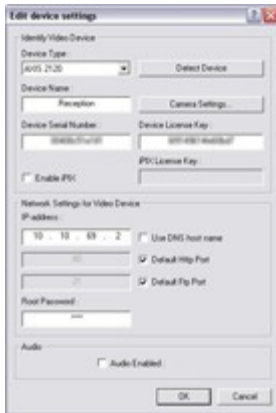 Edit device settings
Identify Video Device
Device Type:
AXIS 2120
Detect Device
Device Name:
Reception
Camera Settings...
Device Serial Number:
Device License Key:
iPIX License Key:
Enable iPIX
Network Settings for Video Device
IP-address:
10 . 10 . 69 . 2
Use DNS host name
80
Default Http Port
21
Default Ftp Port
Root Password:
****
Audio
Audio Enabled
OK
Cancel